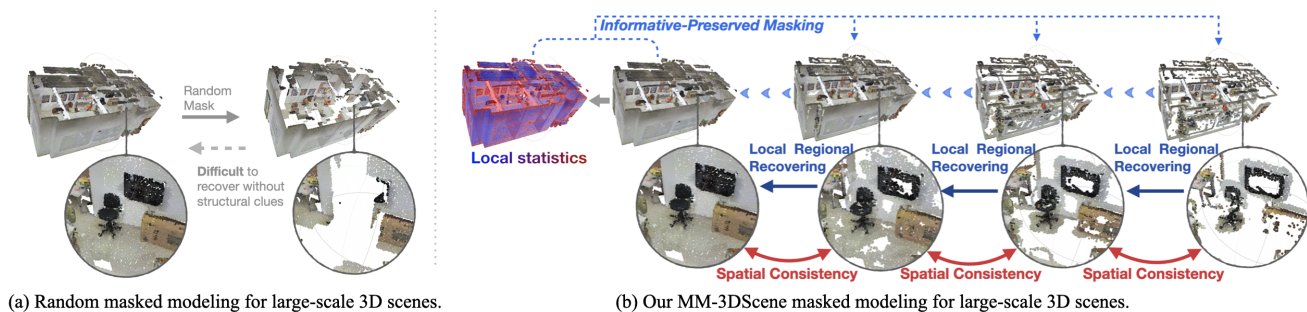 Random
Mask
Difficult to
recover without
structural clues
(a) Random masked modeling for large-scale 3D scenes.
Informative-Preserved Masking
Local statistics
Local Regional
Recovering
Local Regional
Recovering
Local Regional
Recovering
Spatial Consistency
Spatial Consistency
Spatial Consistency
(b) Our MM-3DScene masked modeling for large-scale 3D scenes.